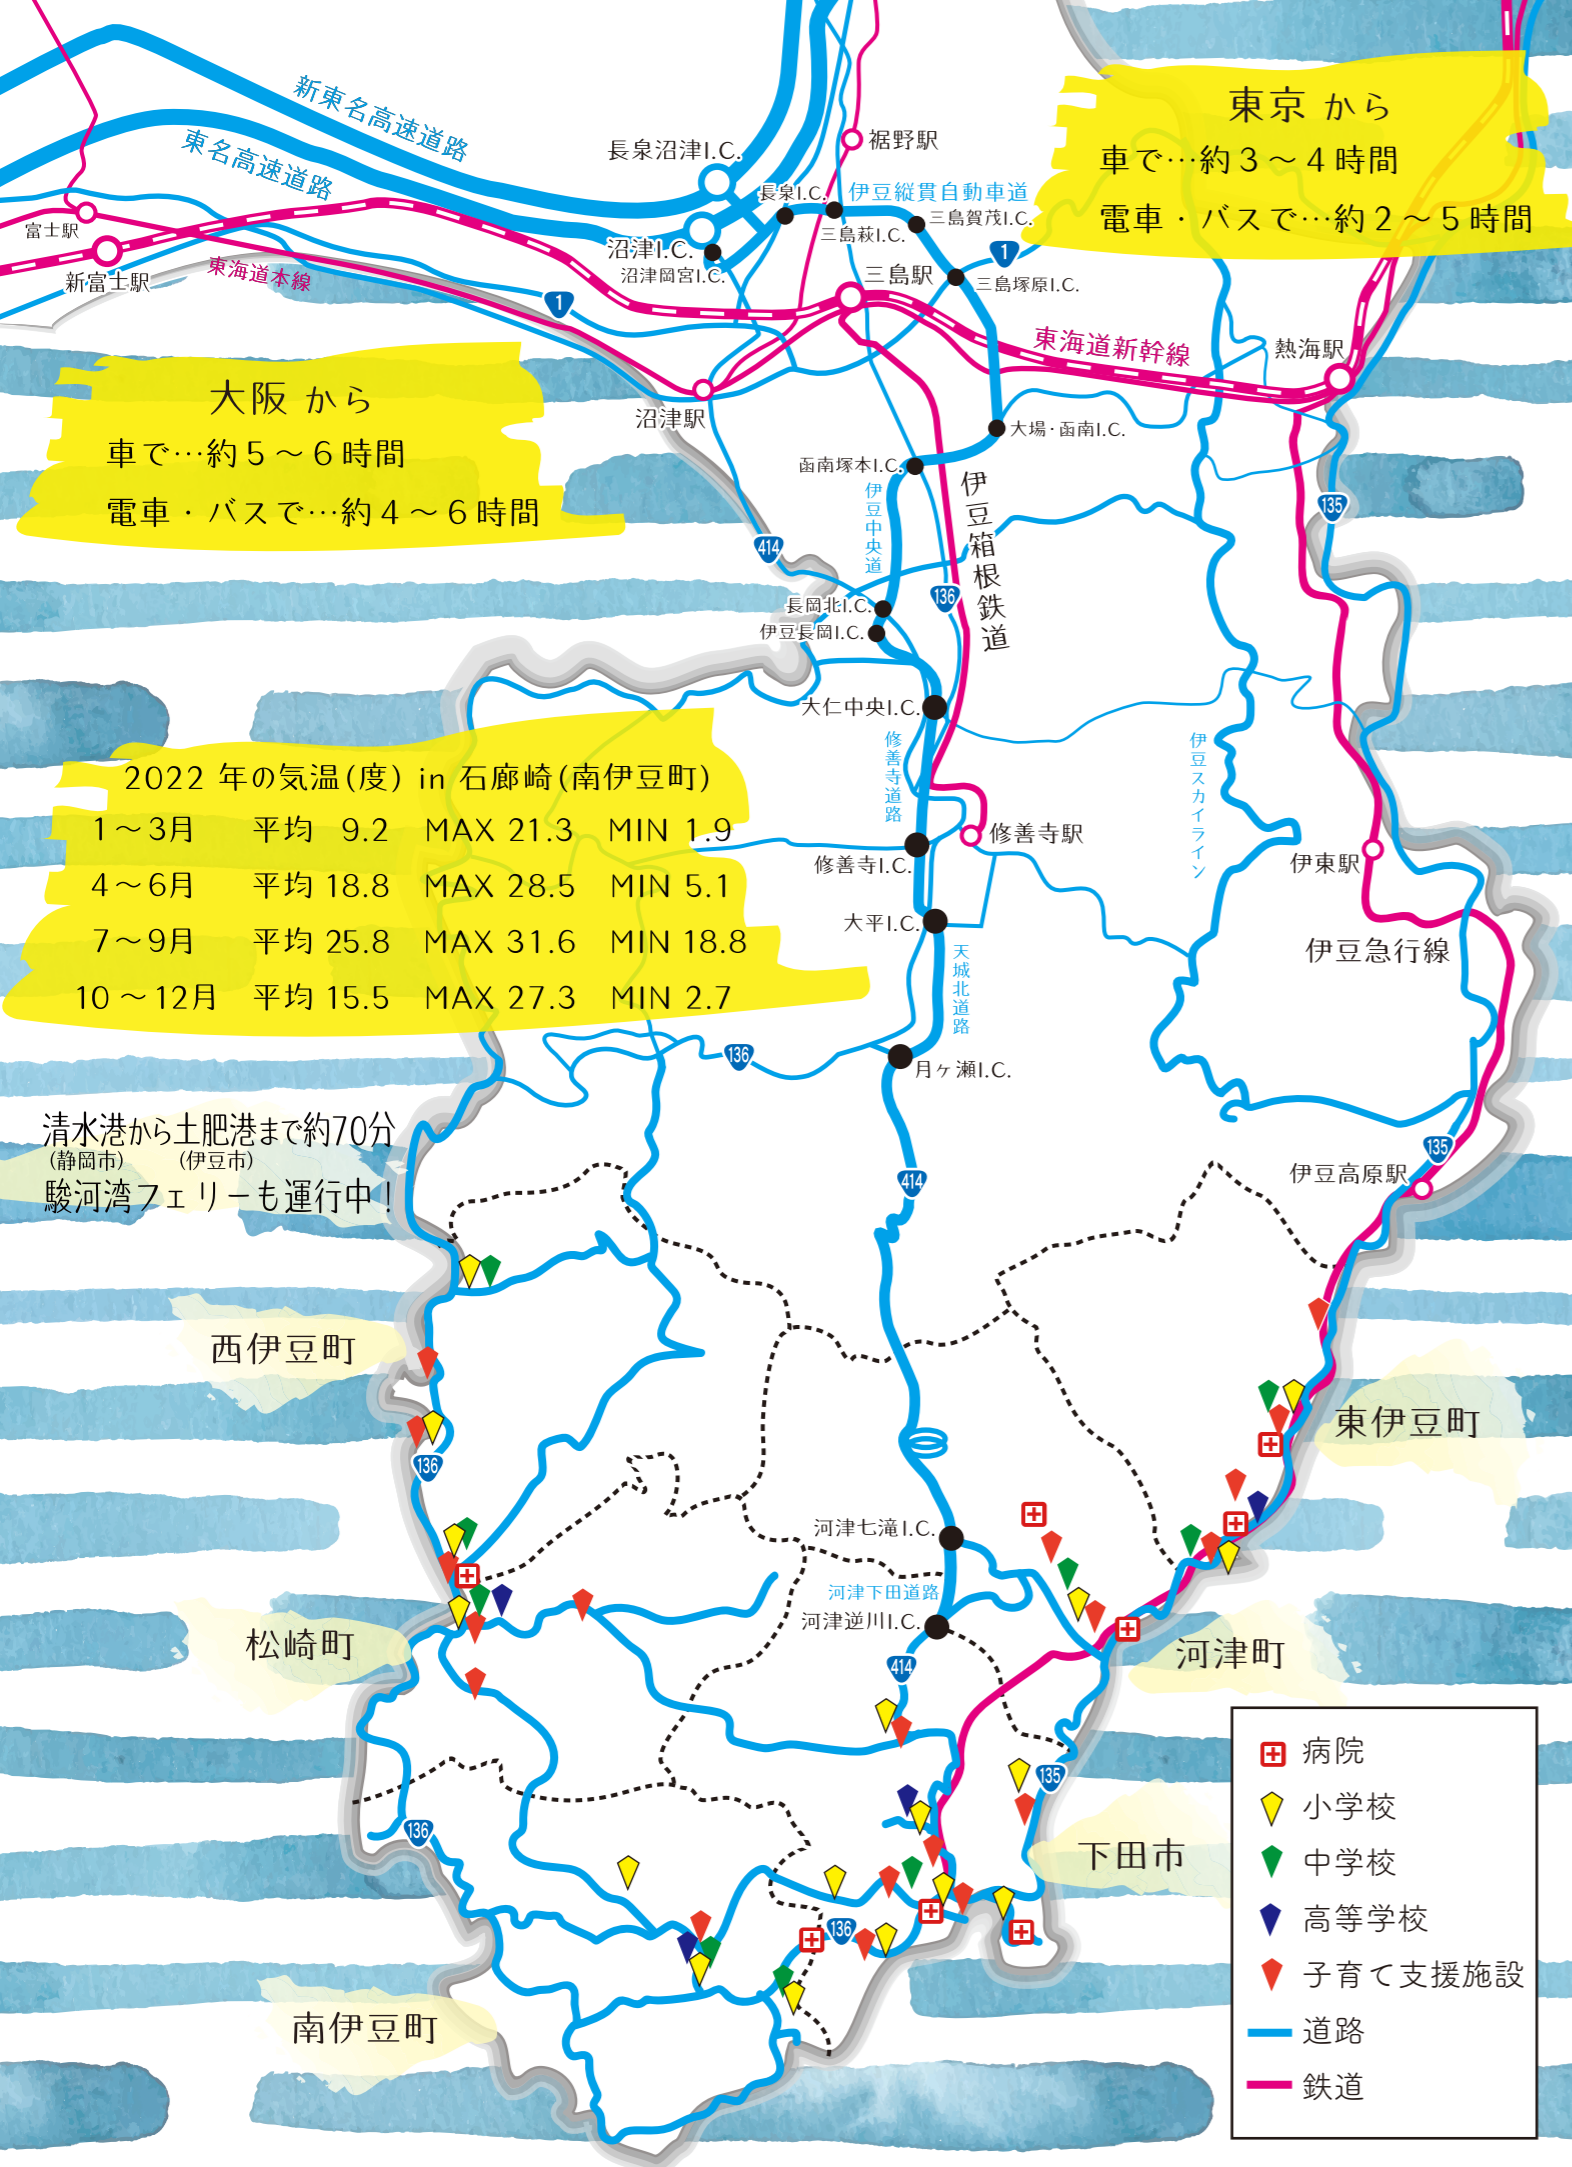 新東名高速道路
東名高速道路
長泉沼津I.C.
裾野駅
東京 から
車で…約3～4時間
電車・バスで…約2～5時間
長泉I.C.
伊豆縦貫自動車道
三島萩I.C.
三島賀茂I.C.
富士駅
新富士駅
東海道本線
沼津I.C.
沼津岡宮I.C.
三島駅
1
三島塚原I.C.
1
東海道新幹線
熱海駅
大阪 から
車で…約5～6時間
電車・バスで…約4～6時間
沼津駅
大場・函南I.C.
函南塚本I.C.
伊豆中央道
伊豆箱根鉄道
135
414
136
長岡北I.C.
伊豆長岡I.C.
大仁中央I.C.
修善寺道路
伊豆スカイライン
2022 年の気温(度) in 石廊崎(南伊豆町)
1～3月 平均 9.2 MAX 21.3 MIN 1.9
4～6月 平均 18.8 MAX 28.5 MIN 5.1
7～9月 平均 25.8 MAX 31.6 MIN 18.8
10～12月 平均 15.5 MAX 27.3 MIN 2.7
修善寺駅
修善寺I.C.
伊東駅
大平I.C.
天城北道路
伊豆急行線
136
月ヶ瀬I.C.
清水港から土肥港まで約70分
(静岡市) (伊豆市)
駿河湾フェリーも運行中！
414
135
伊豆高原駅
西伊豆町
東伊豆町
136
河津七滝I.C.
河津下田道路
河津逆川I.C.
松崎町
河津町
414
135
136
下田市
136
南伊豆町
病院
小学校
中学校
高等学校
子育て支援施設
道路
鉄道